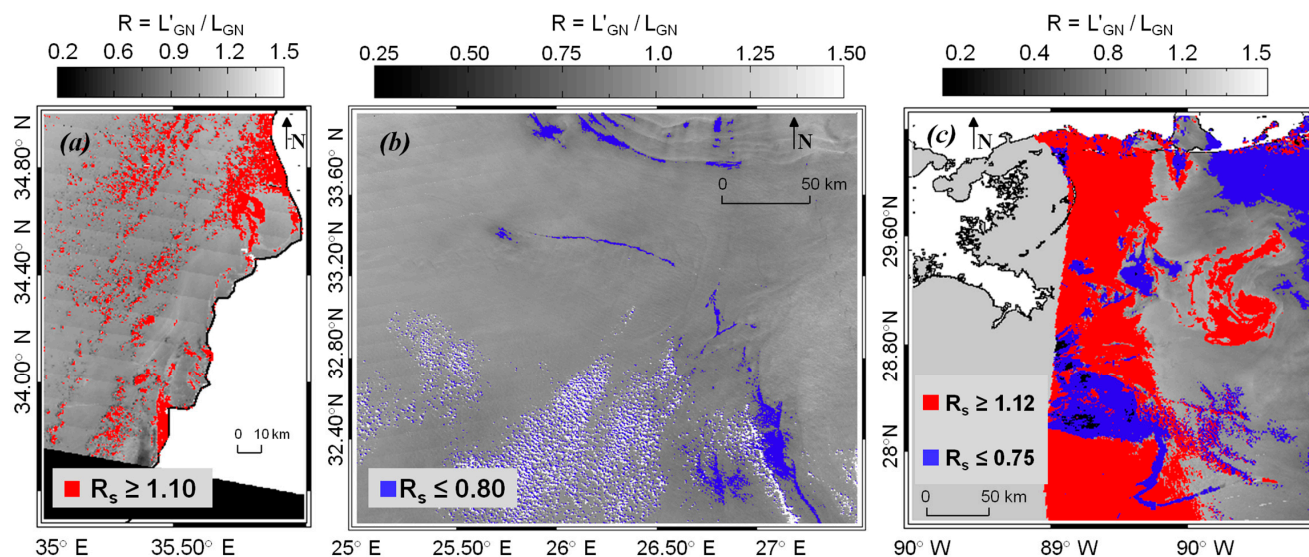 R = L'GN / LGN
0.2 0.6 0.9 1.2 1.5
(a)
N
34.80° N
34.40° N
34.00° N
0 10 km
Rs ≥ 1.10
35° E 35.50° E
R = L'GN / LGN
0.25 0.50 0.75 1.0 1.25 1.50
(b)
N
0 50 km
33.60° N
33.20° N
32.80° N
32.40° N
Rs ≤ 0.80
25° E 25.50° E 26° E 26.50° E 27° E
R = L'GN / LGN
0.2 0.4 0.8 1.2 1.5
(c)
N
29.60° N
28.80° N
28° N
Rs ≥ 1.12
Rs ≤ 0.75
0 50 km
90° W 89° W 90° W